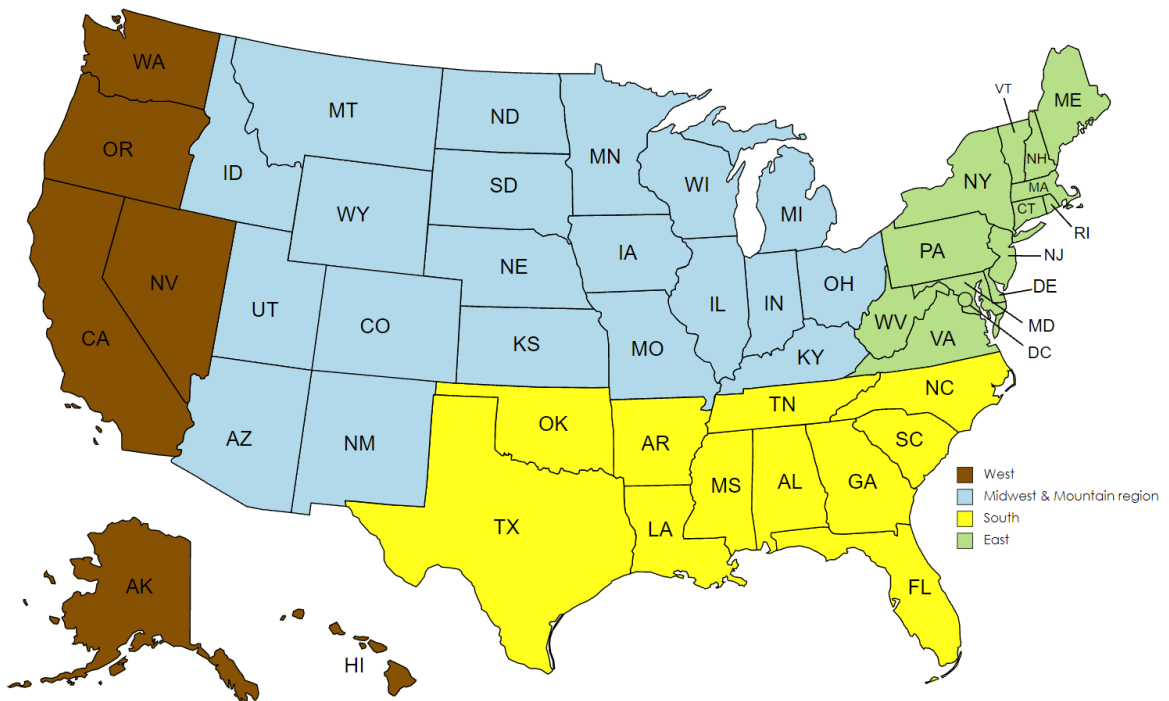 WA
OR
CA
NV
ID
MT
WY
UT
CO
AZ
NM
ND
SD
NE
KS
MN
IA
MO
WI
IL
MI
IN
OH
KY
OK
TX
AR
LA
TN
MS
AL
GA
FL
SC
NC
VA
WV
PA
NY
VT
NH
ME
MA
CT
RI
NJ
DE
MD
DC
AK
HI
West
Midwest & Mountain region
South
East